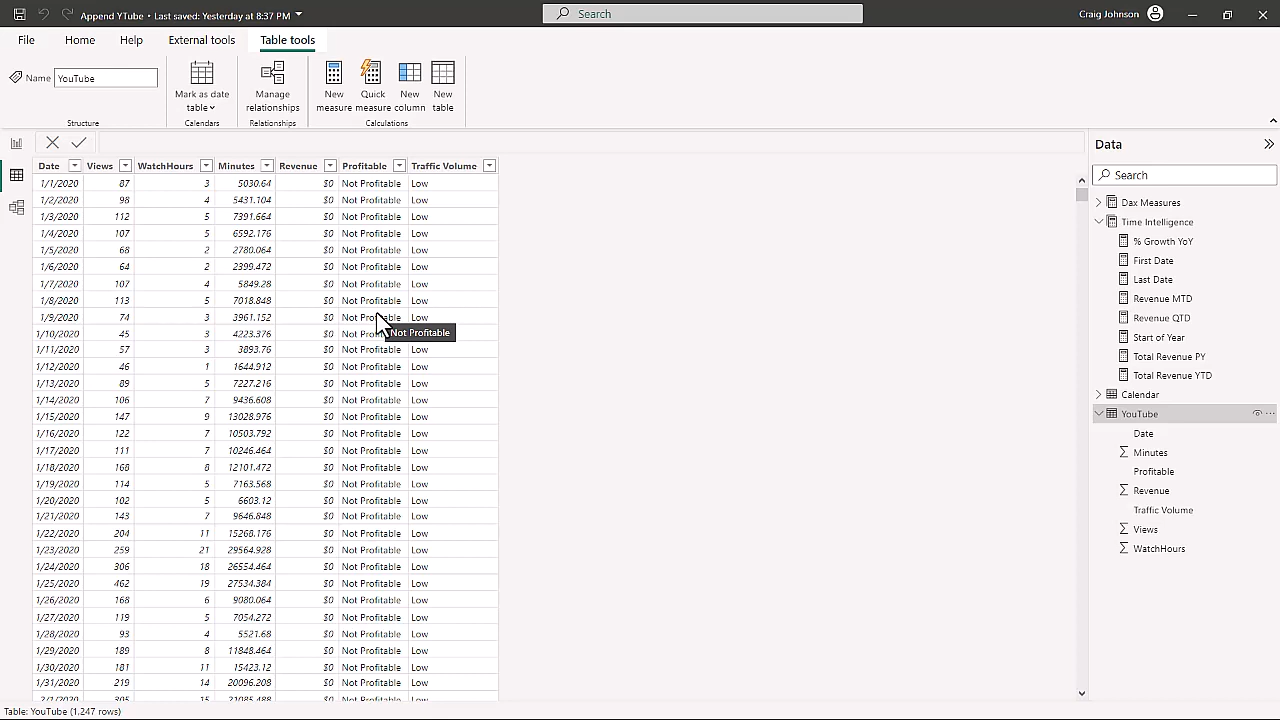 Append YTube • Last saved: Yesterday at 8:37 PM
Search
Craig Johnson
File Home Help External tools Table tools
Name YouTube
Mark as date table
Manage relationships
New measure
Quick measure
New column
New table
Structure Calendars Relationships Calculations
Data
Search
Date Views WatchHours Minutes Revenue Profitable Traffic Volume
1/1/2020 87 3 5030.64 $0 Not Profitable Low
1/2/2020 98 4 5431.104 $0 Not Profitable Low
1/3/2020 112 5 7391.664 $0 Not Profitable Low
1/4/2020 107 5 6592.176 $0 Not Profitable Low
1/5/2020 68 2 2780.064 $0 Not Profitable Low
1/6/2020 64 2 2399.472 $0 Not Profitable Low
1/7/2020 107 4 5849.28 $0 Not Profitable Low
1/8/2020 113 5 7018.848 $0 Not Profitable Low
1/9/2020 74 3 3961.152 $0 Not Profitable Low
1/10/2020 45 3 4223.376 $0 Not Profitable
1/11/2020 57 3 3893.76 $0 Not Profitable Low
1/12/2020 46 1 1644.912 $0 Not Profitable Low
1/13/2020 89 5 7227.216 $0 Not Profitable Low
1/14/2020 106 7 9436.608 $0 Not Profitable Low
1/15/2020 147 9 13028.976 $0 Not Profitable Low
1/16/2020 122 7 10503.792 $0 Not Profitable Low
1/17/2020 111 7 10246.464 $0 Not Profitable Low
1/18/2020 168 8 12101.472 $0 Not Profitable Low
1/19/2020 114 5 7163.568 $0 Not Profitable Low
1/20/2020 102 5 6603.12 $0 Not Profitable Low
1/21/2020 143 7 9646.848 $0 Not Profitable Low
1/22/2020 204 11 15268.176 $0 Not Profitable Low
1/23/2020 259 21 29564.928 $0 Not Profitable Low
1/24/2020 306 18 26554.464 $0 Not Profitable Low
1/25/2020 462 19 27534.384 $0 Not Profitable Low
1/26/2020 168 6 9080.064 $0 Not Profitable Low
1/27/2020 119 5 7054.272 $0 Not Profitable Low
1/28/2020 93 4 5521.68 $0 Not Profitable Low
1/29/2020 189 8 11848.464 $0 Not Profitable Low
1/30/2020 181 11 15423.12 $0 Not Profitable Low
1/31/2020 219 14 20096.208 $0 Not Profitable Low
2/1/2020 305 15 21085.488 $0 Not Profitable Low
Dax Measures
Time Intelligence
% Growth YoY
First Date
Last Date
Revenue MTD
Revenue QTD
Start of Year
Total Revenue PY
Total Revenue YTD
Calendar
YouTube
Date
Minutes
Profitable
Revenue
Traffic Volume
Views
WatchHours
Table: YouTube (1,247 rows)